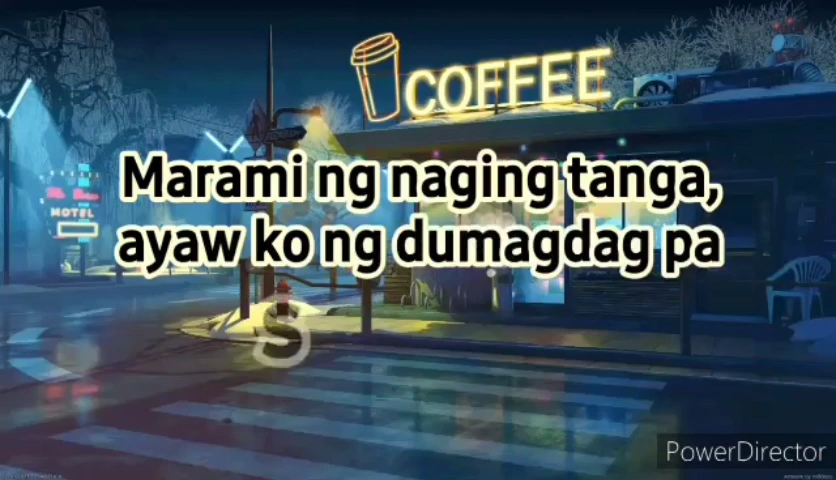 COFFEE
Marami ng naging tanga,
ayaw ko ng dumagdag pa
MOTEL
S
PowerDirector